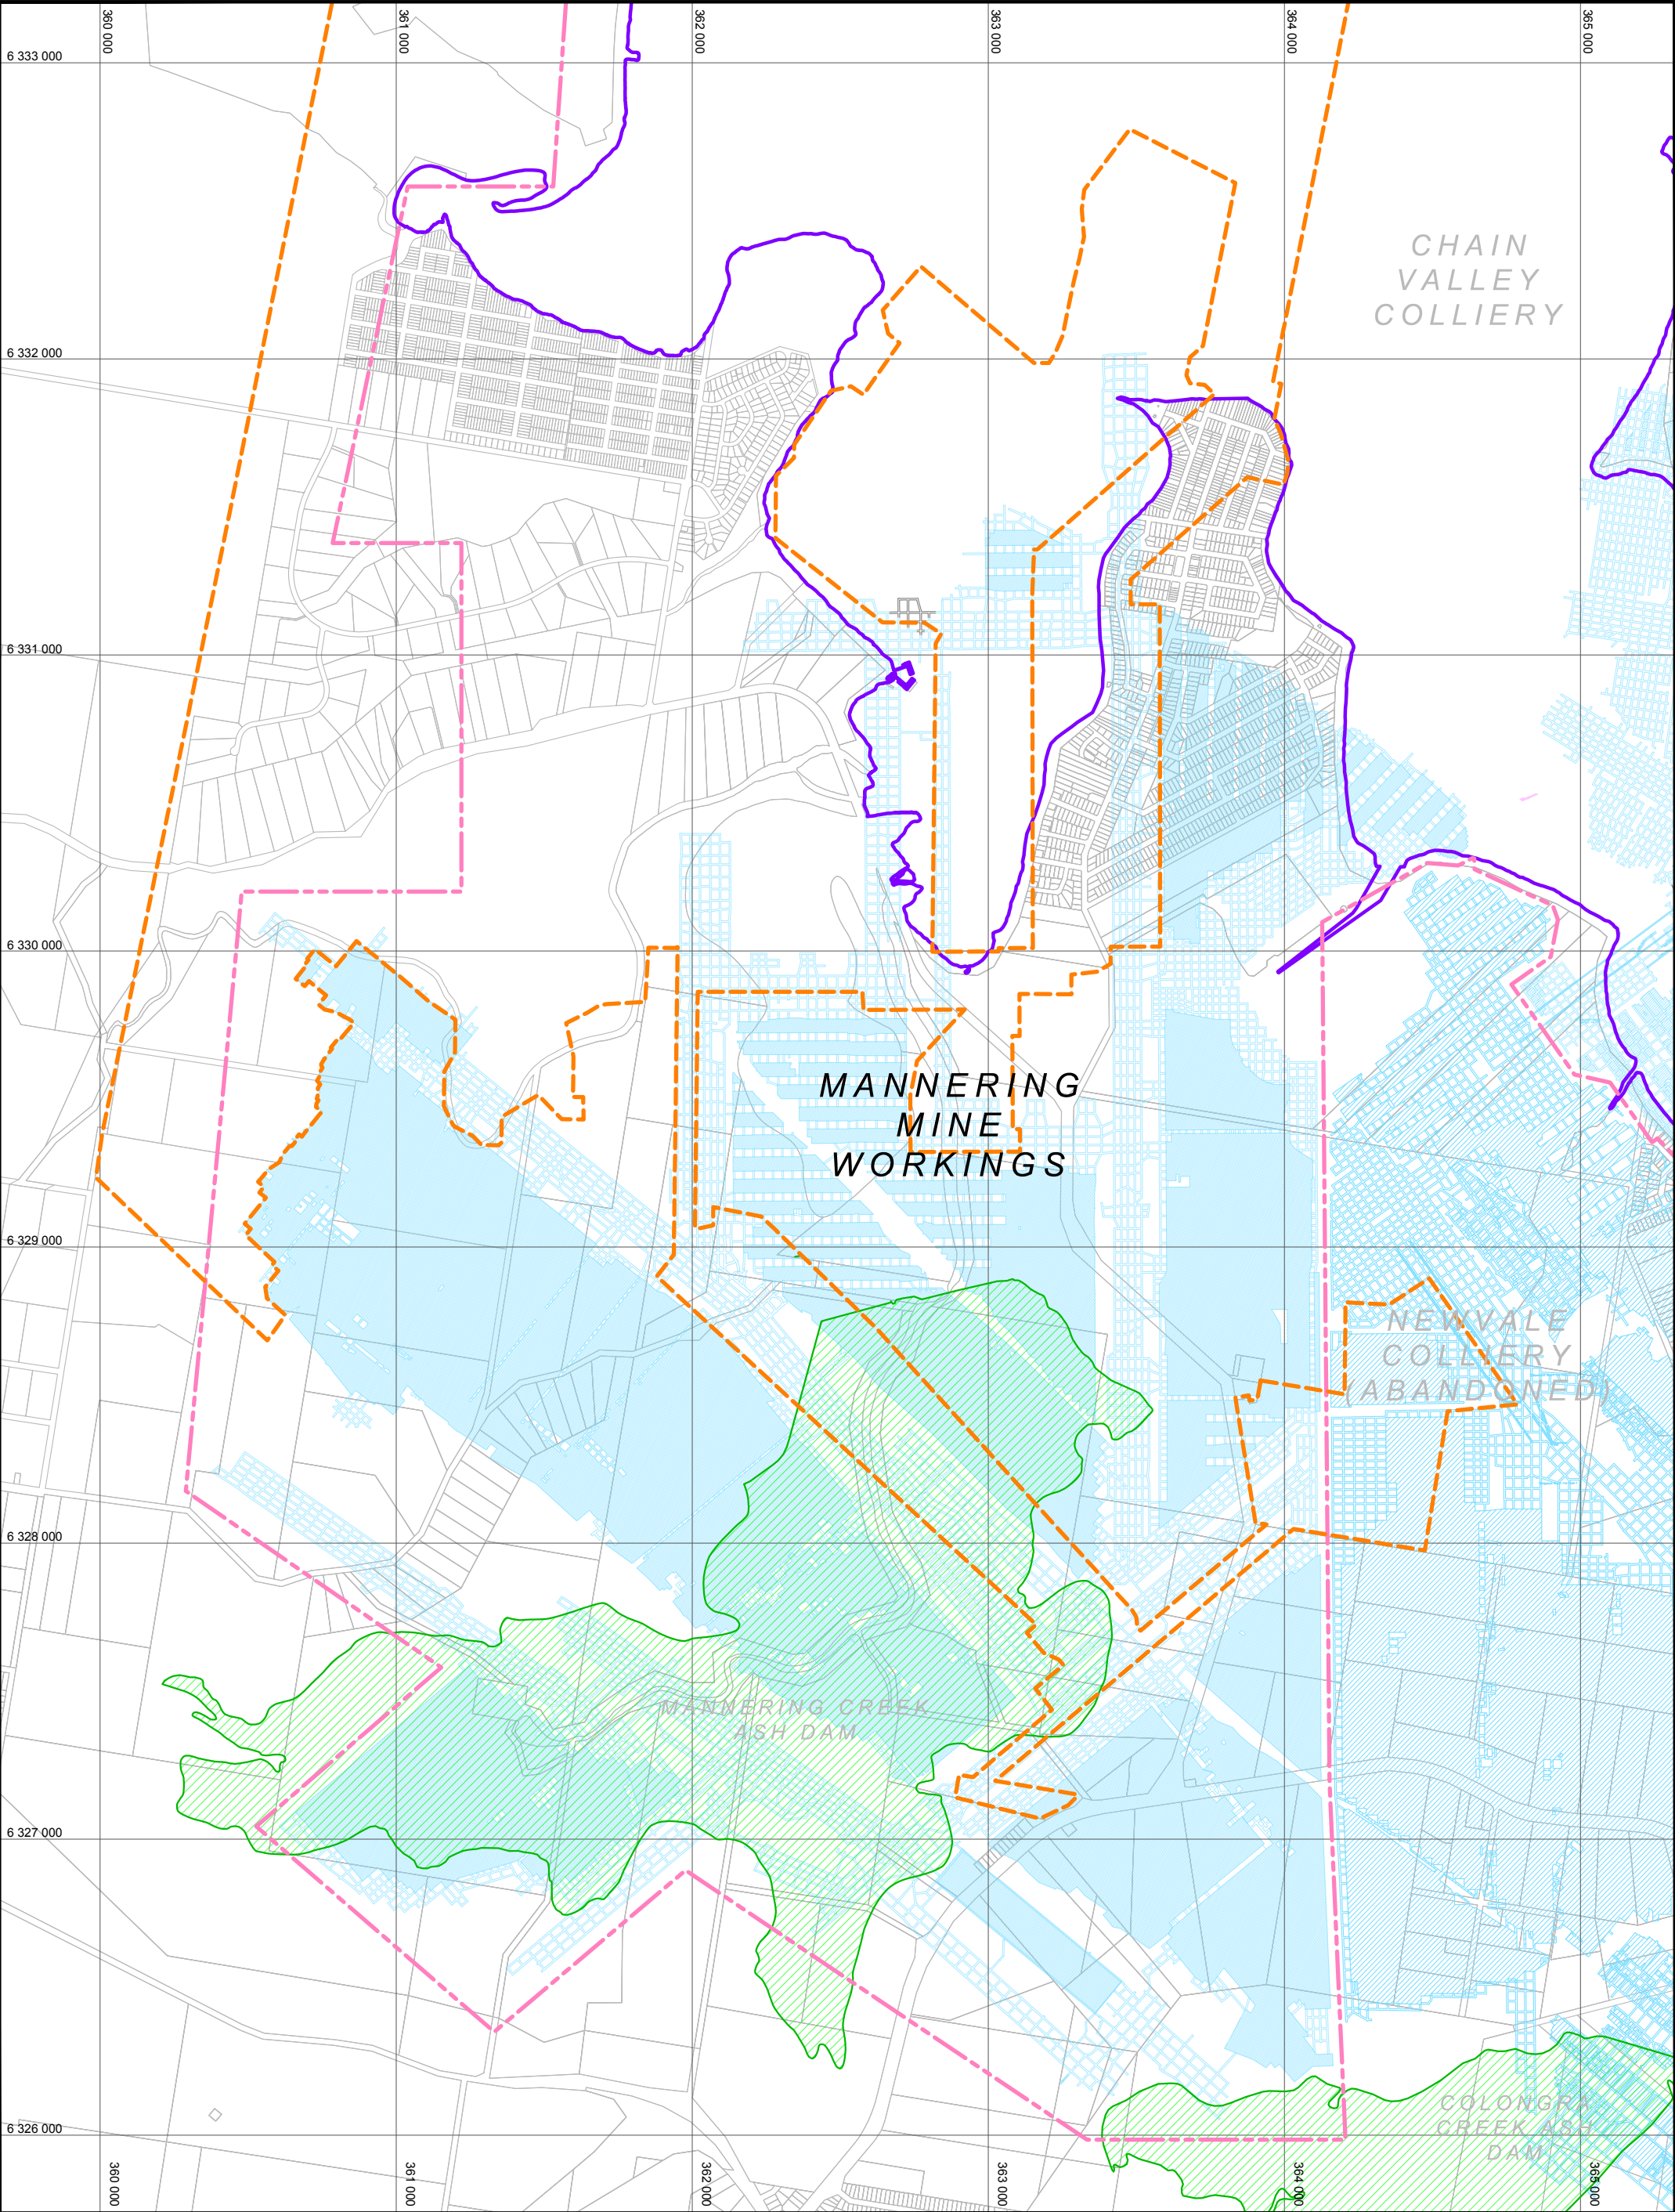 360 000
361 000
362 000
363 000
364 000
365 000
6 333 000
CHAIN
VALLEY
COLLIERY
6 332 000
6 331 000
6 330 000
MANNERING
MINE
WORKINGS
6 329 000
NEWVALE
COLLIERY
(ABANDONED)
6 328 000
MANNERING CREEK
ASH DAM
6 327 000
COLONGRA
CREEK ASH
DAM
6 326 000
360 000
361 000
362 000
363 000
364 000
365 000